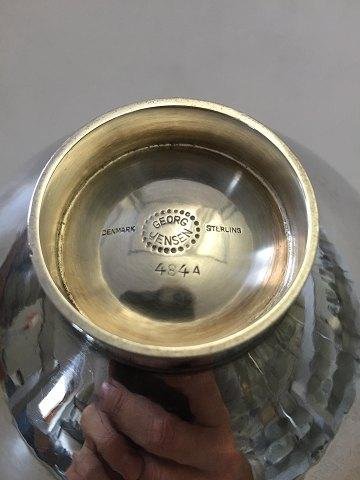 GEORG
DENMARK JENSEN STERLING
484A